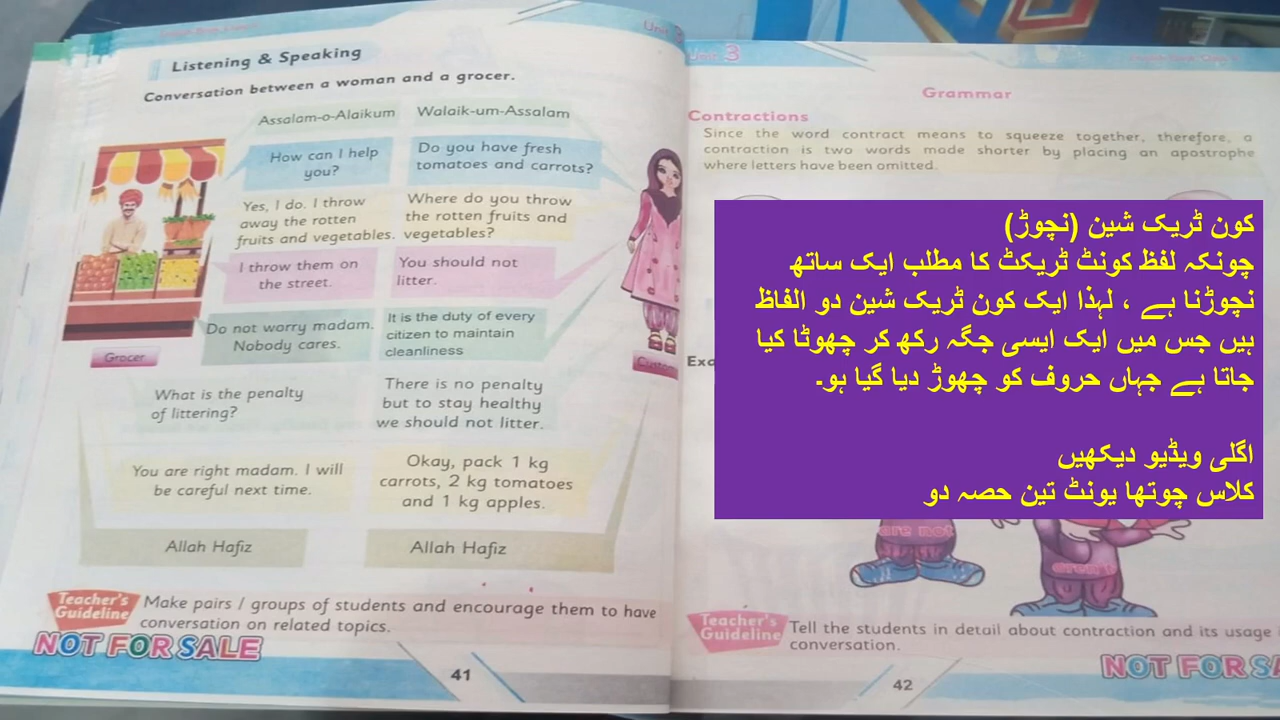 Unit 3
Listening & Speaking
Conversation between a woman and a grocer.
Assalam-o-Alaikum
Walaik-um-Assalam
How can I help
you?
Do you have fresh
tomatoes and carrots?
Yes, I do. I throw
away the rotten
fruits and vegetables.
Where do you throw
the rotten fruits and
vegetables?
I throw them on
the street.
You should not
litter.
Do not worry madam.
Nobody cares.
It is the duty of every
citizen to maintain
cleanliness
Grocer
What is the penalty
of littering?
There is no penalty
but to stay healthy
we should not litter.
You are right madam. I will
be careful next time.
Okay, pack 1 kg
carrots, 2 kg tomatoes
and 1 kg apples.
Allah Hafiz
Allah Hafiz
Teacher's
Guideline
Make pairs / groups of students and encourage them to have
conversation on related topics.
NOT FOR SALE
41
Unit 3
Grammar
Contractions
Since the word contract means to squeeze together, therefore, a
contraction is two words made shorter by placing an apostrophe
where letters have been omitted.
کون ٹریک شین (نچوڑ)
چونکہ لفظ کونٹ ٹریکٹ کا مطلب ایک ساتھ
نچوڑنا ہے ، لہذا ایک کون ٹریک شین دو الفاظ
ہیں جس میں ایک ایسی جگہ رکھ کر چھوٹا کیا
جاتا ہے جہاں حروف کو چھوڑ دیا گیا ہو۔
اگلی ویڈیو دیکھیں
کلاس چوتھا یونٹ تین حصہ دو
are not
aren't
Teacher's
Guideline
Tell the students in detail about contraction and its usage
conversation.
NOT FOR SA
42